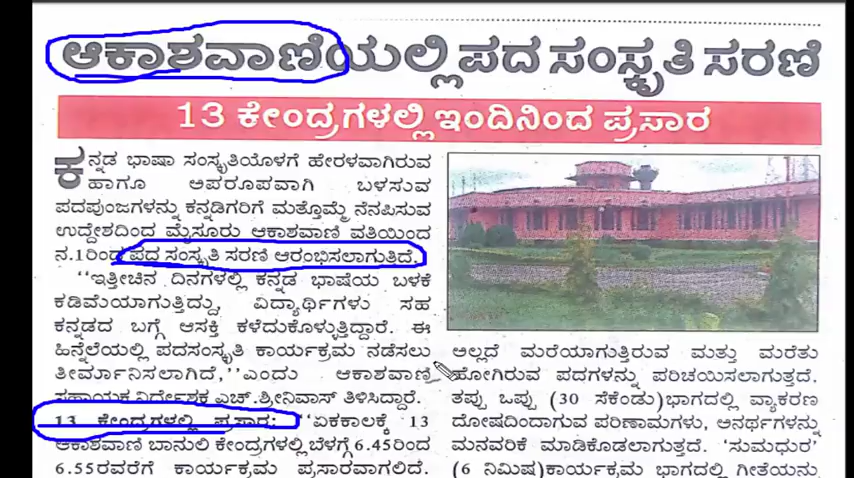 ಆಕಾಶವಾಣಿಯಲ್ಲಿ ಪದ ಸಂಸ್ಕೃತಿ ಸರಣಿ
13 ಕೇಂದ್ರಗಳಲ್ಲಿ ಇಂದಿನಿಂದ ಪ್ರಸಾರ
ಕನ್ನಡ ಭಾಷಾ ಸಂಸ್ಕೃತಿಯೊಳಗೆ ಹೇರಳವಾಗಿರುವ
ಹಾಗೂ ಅಪರೂಪವಾಗಿ ಬಳಸುವ
ಪದಪುಂಜಗಳನ್ನು ಕನ್ನಡಿಗರಿಗೆ ಮತ್ತೊಮ್ಮೆ ನೆನಪಿಸುವ
ಉದ್ದೇಶದಿಂದ ಮೈಸೂರು ಆಕಾಶವಾಣಿ ವತಿಯಿಂದ
ನ.1ರಿಂದ ಪದ ಸಂಸ್ಕೃತಿ ಸರಣಿ ಆರಂಭಿಸಲಾಗುತ್ತಿದೆ.
''ಇತ್ತೀಚಿನ ದಿನಗಳಲ್ಲಿ ಕನ್ನಡ ಭಾಷೆಯ ಬಳಕೆ
ಕಡಿಮೆಯಾಗುತ್ತಿದ್ದು, ವಿದ್ಯಾರ್ಥಿಗಳು ಸಹ
ಕನ್ನಡದ ಬಗ್ಗೆ ಆಸಕ್ತಿ ಕಳೆದುಕೊಳ್ಳುತ್ತಿದ್ದಾರೆ. ಈ
ಹಿನ್ನೆಲೆಯಲ್ಲಿ ಪದಸಂಸ್ಕೃತಿ ಕಾರ್ಯಕ್ರಮ ನಡೆಸಲು
ತೀರ್ಮಾನಿಸಲಾಗಿದೆ,''ಎಂದು ಆಕಾಶವಾಣಿ
ಸಹಾಯಕ ನಿರ್ದೇಶಕ ಎಚ್.ಶ್ರೀನಿವಾಸ್ ತಿಳಿಸಿದ್ದಾರೆ.
13 ಕೇಂದ್ರಗಳಲ್ಲಿ ಪ್ರಸಾರ: ''ಏಕಕಾಲಕ್ಕೆ 13
ಆಕಾಶವಾಣಿ ಬಾನುಲಿ ಕೇಂದ್ರಗಳಲ್ಲಿ ಬೆಳಗ್ಗೆ 6.45ರಿಂದ
6.55ರವರೆಗೆ ಕಾರ್ಯಕ್ರಮ ಪ್ರಸಾರವಾಗಲಿದೆ.
ಅಲ್ಲದೆ ಮರೆಯಾಗುತ್ತಿರುವ ಮತ್ತು ಮರೆತು
ಹೋಗಿರುವ ಪದಗಳನ್ನು ಪರಿಚಯಿಸಲಾಗುತ್ತದೆ.
ತಪ್ಪು ಒಪ್ಪು (30 ಸೆಕೆಂಡು)ಭಾಗದಲ್ಲಿ ವ್ಯಾಕರಣ
ದೋಷದಿಂದಾಗುವ ಪರಿಣಾಮಗಳು, ಅನರ್ಥಗಳನ್ನು
ಮನವರಿಕೆ ಮಾಡಿಕೊಡಲಾಗುತ್ತದೆ. 'ಸುಮಧುರ'
(6 ನಿಮಿಷ)ಕಾರ್ಯಕ್ರಮ ಭಾಗದಲ್ಲಿ ಗೀತೆಯನ್ನು